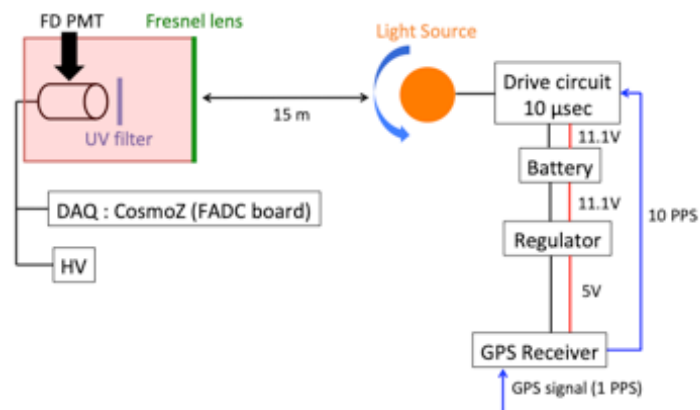 FD PMT
Fresnel lens
Light Source
UV filter
15 m
Drive circuit
10 μsec
11.1V
Battery
11.1V
Regulator
10 PPS
5V
DAQ : CosmoZ (FADC board)
HV
GPS Receiver
GPS signal (1 PPS)